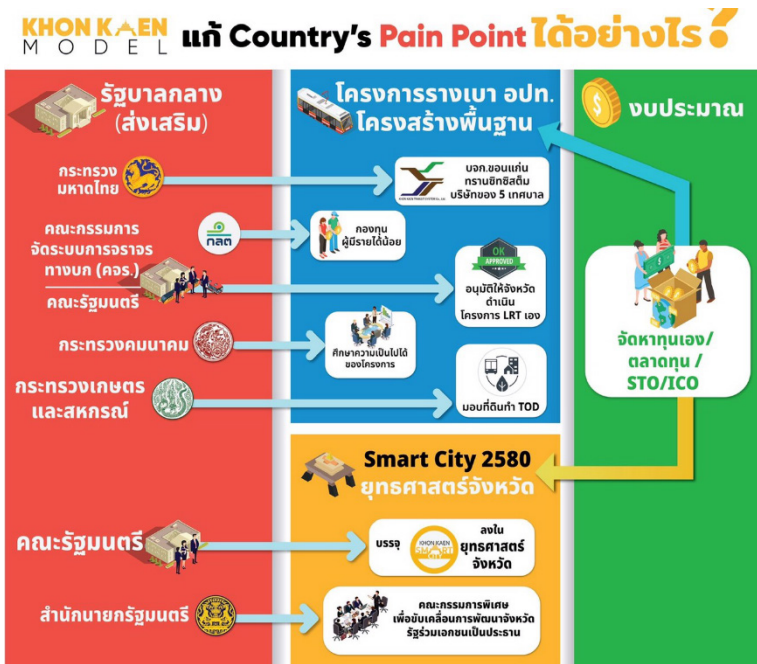 KHON KAEN
MODEL
แก้ Country's Pain Point ได้อย่างไร?
รัฐบาลกลาง
(ส่งเสริม)
กระทรวง
มหาดไทย
คณะกรรมการ
จัดระบบการจราจร
ทางบก (คจร.)
คณะรัฐมนตรี
กระทรวงคมนาคม
กระทรวงเกษตร
และสหกรณ์
คณะรัฐมนตรี
สำนักนายกรัฐมนตรี
โครงการรางเบา อปท.
โครงสร้างพื้นฐาน
บจก.ขอนแก่น
ทรานซิทซิสเต็ม
บริษัทของ 5 เทศบาล
กลต
กองทุน
ผู้มีรายได้น้อย
OK
APPROVED
อนุมัติให้จังหวัด
ดำเนิน
โครงการ LRT เอง
ศึกษาความเป็นไปได้
ของโครงการ
มอบที่ดินทำ TOD
Smart City 2580
ยุทธศาสตร์จังหวัด
บรรจุ
KHON KAEN
SMART
CITY
ลงใน
ยุทธศาสตร์
จังหวัด
คณะกรรมการพิเศษ
เพื่อขับเคลื่อนการพัฒนาจังหวัด
รัฐร่วมเอกชนเป็นประธาน
งบประมาณ
จัดหาทุนเอง/
ตลาดทุน /
STO/ICO